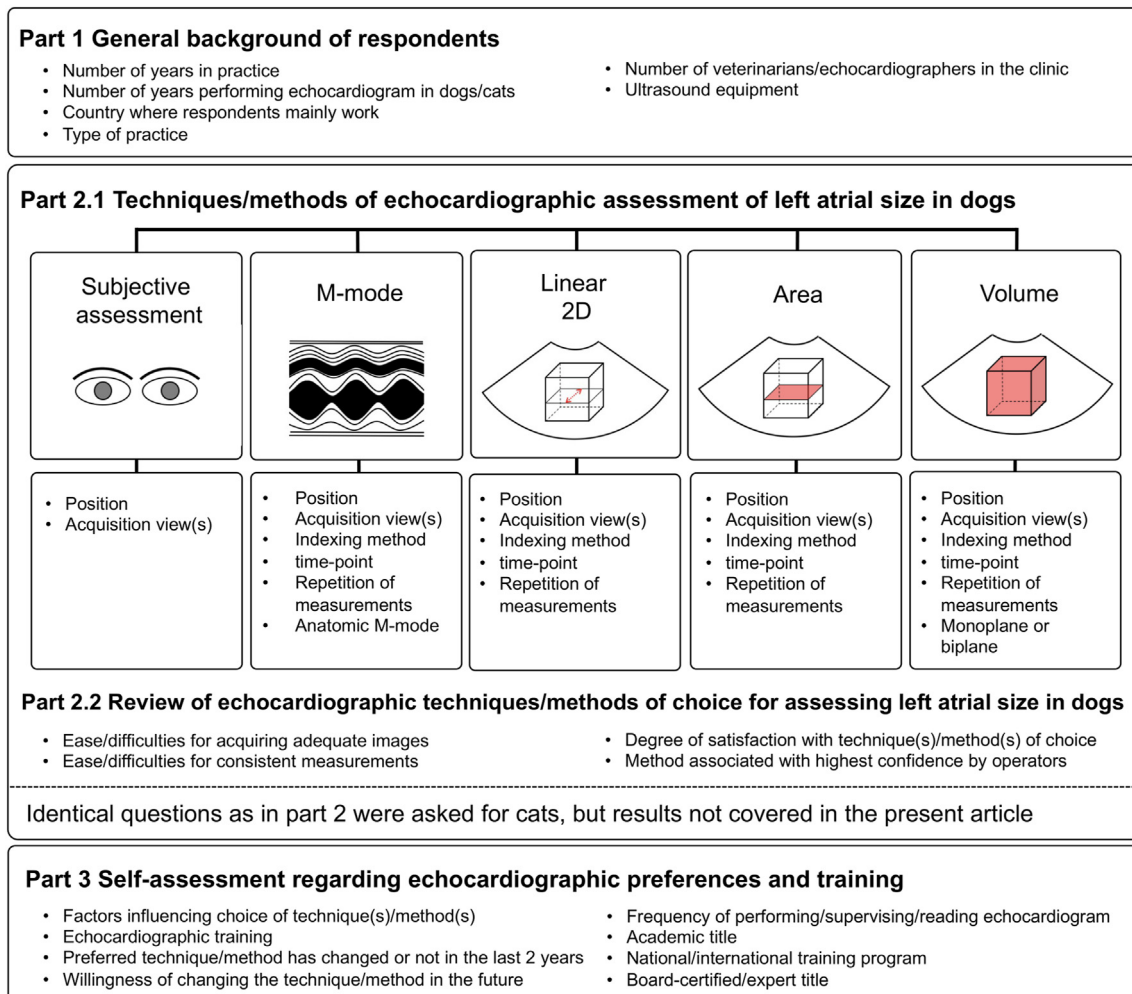 Part 1 General background of respondents
• Number of years in practice
• Number of years performing echocardiogram in dogs/cats
• Country where respondents mainly work
• Type of practice
• Number of veterinarians/echocardiographers in the clinic
• Ultrasound equipment
Part 2.1 Techniques/methods of echocardiographic assessment of left atrial size in dogs
Subjective
assessment
• Position
• Acquisition view(s)
M-mode
• Position
• Acquisition view(s)
• Indexing method
• time-point
• Repetition of
measurements
• Anatomic M-mode
Linear
2D
• Position
• Acquisition view(s)
• Indexing method
• time-point
• Repetition of
measurements
Area
• Position
• Acquisition view(s)
• Indexing method
• time-point
• Repetition of
measurements
Volume
• Position
• Acquisition view(s)
• Indexing method
• time-point
• Repetition of
measurements
• Monoplane or
biplane
Part 2.2 Review of echocardiographic techniques/methods of choice for assessing left atrial size in dogs
• Ease/difficulties for acquiring adequate images
• Ease/difficulties for consistent measurements
• Degree of satisfaction with technique(s)/method(s) of choice
• Method associated with highest confidence by operators
Identical questions as in part 2 were asked for cats, but results not covered in the present article
Part 3 Self-assessment regarding echocardiographic preferences and training
• Factors influencing choice of technique(s)/method(s)
• Echocardiographic training
• Preferred technique/method has changed or not in the last 2 years
• Willingness of changing the technique/method in the future
• Frequency of performing/supervising/reading echocardiogram
• Academic title
• National/international training program
• Board-certified/expert title